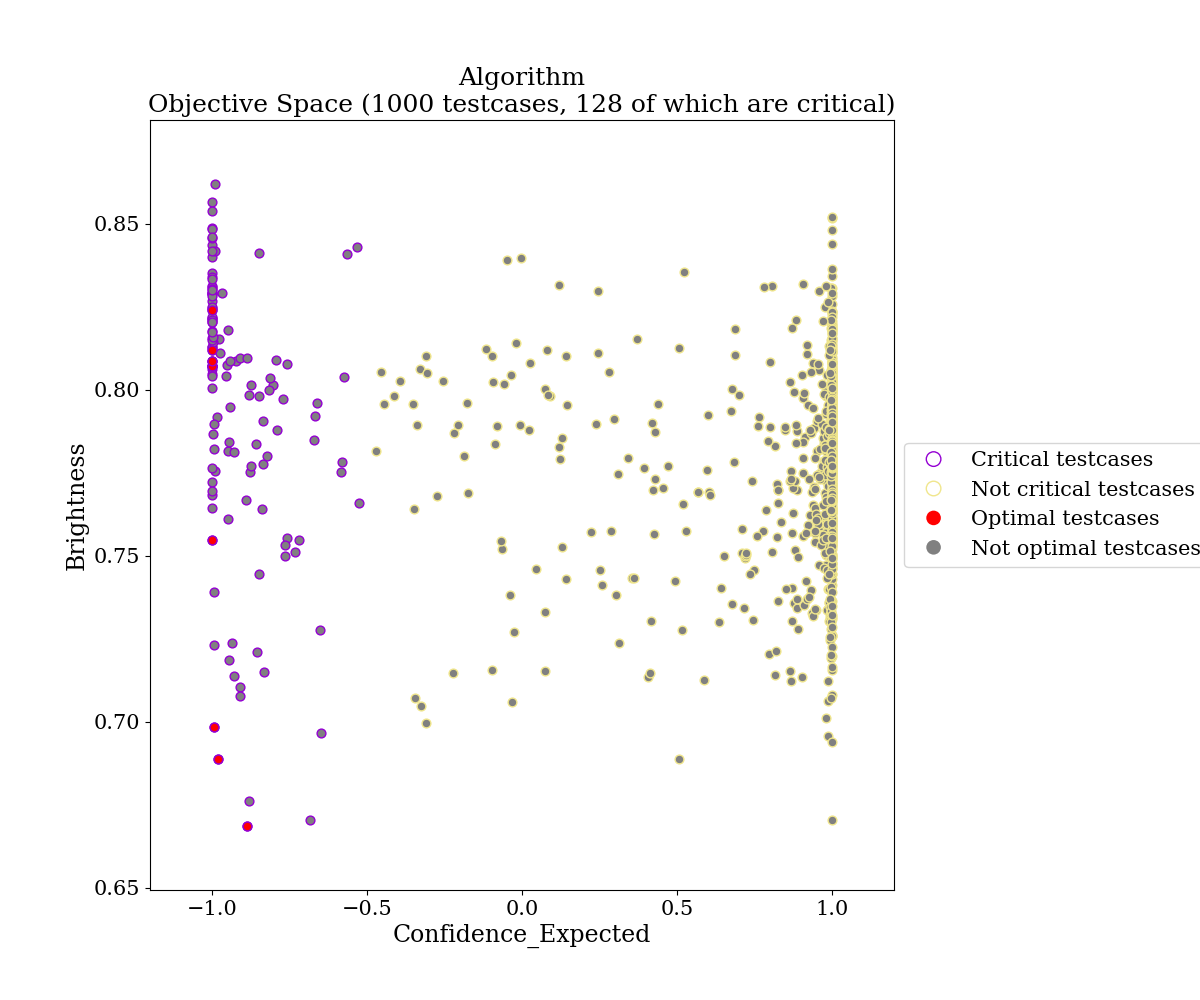 Algorithm
Objective Space (1000 testcases, 128 of which are critical)
Brightness
0.85
0.80
0.75
0.70
0.65
−1.0
−0.5
0.0
0.5
1.0
Confidence_Expected
Critical testcases
Not critical testcases
Optimal testcases
Not optimal testcases